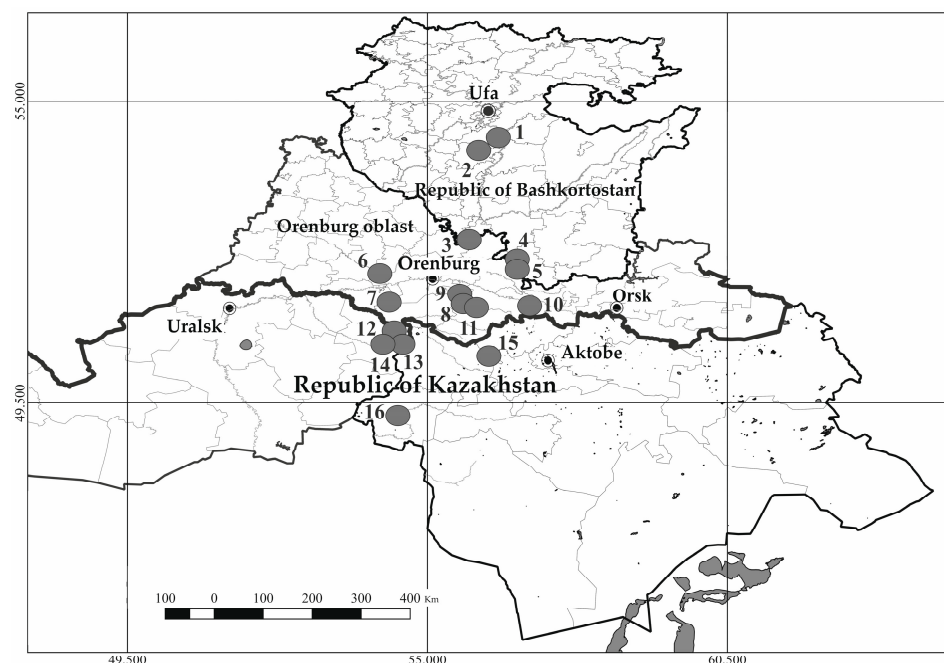 Ufa
55.000
1
2
Republic of Bashkortostan
Orenburg oblast
3
4
6
Orenburg
5
9
7
8
10
Orsk
11
Uralsk
12
15
Aktobe
14
13
Republic of Kazakhstan
49.500
16
100 0 100 200 300 400 Km
49.500 55.000 60.500